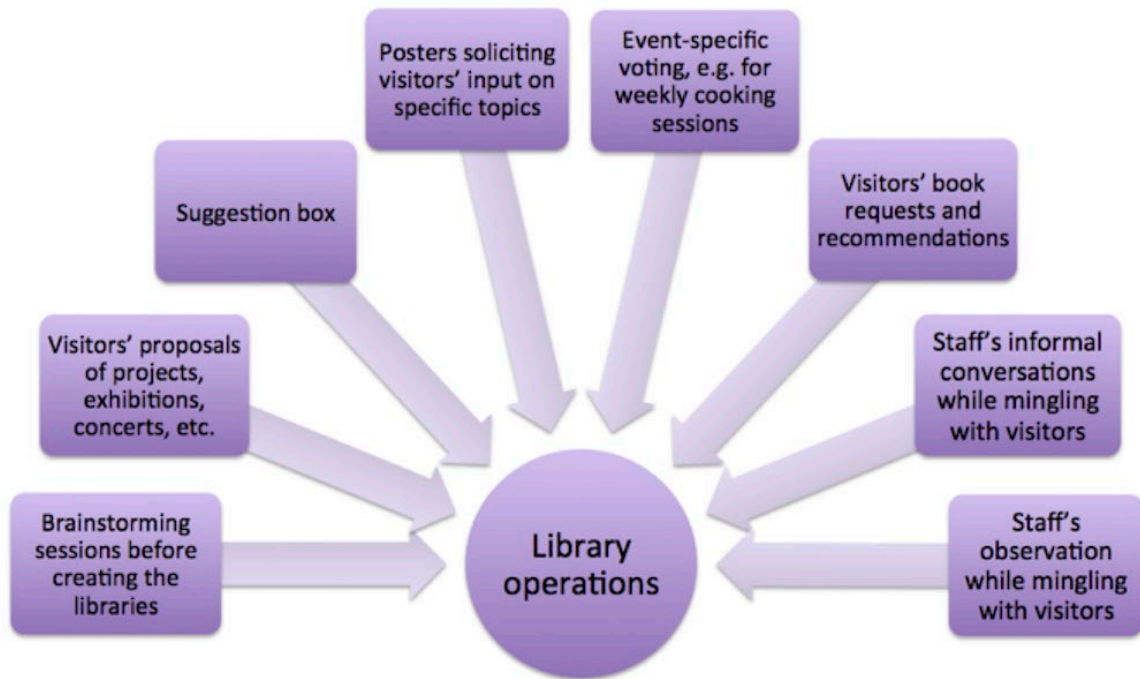 Posters soliciting
visitors’ input on
specific topics
Event-specific
voting, e.g. for
weekly cooking
sessions
Suggestion box
Visitors’ book
requests and
recommendations
Visitors’ proposals
of projects,
exhibitions,
concerts, etc.
Staff’s informal
conversations
while mingling
with visitors
Brainstorming
sessions before
creating the
libraries
Library
operations
Staff’s
observation
while mingling
with visitors